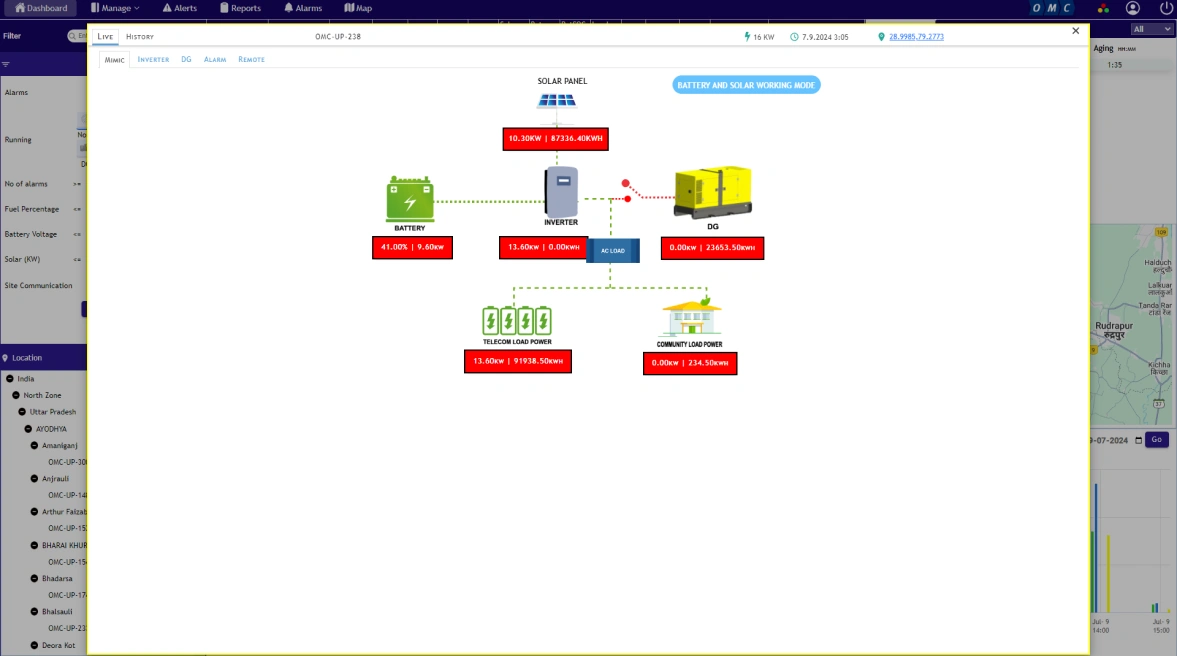 Dashboard
Manage
Alerts
Reports
Alarms
Map
OMC
Filter
Live
History
OMC-UP-238
16 KW
7.9.2024 3:05
28.9985,79.2773
All
Mimic
Inverter
DG
Alarm
Remote
Aging HH:MM
1:35
SOLAR PANEL
BATTERY AND SOLAR WORKING MODE
10.30KW | 87336.40KWH
Alarms
Running
BATTERY
INVERTER
DG
41.00% | 9.60KW
13.60KW | 0.00KWH
AC LOAD
0.00KW | 23653.50KWH
TELECOM LOAD POWER
COMMUNITY LOAD POWER
13.60KW | 91938.50KWH
0.00KW | 234.50KWH
No of alarms >=
Fuel Percentage <=
Battery Voltage <=
Solar (KW) <=
Site Communication
109
Halduch
Lalkuar
Tanda Rar
Rudrapur
रुद्रपुर
Kichha
किच्छा
37
Location
India
North Zone
Uttar Pradesh
AYODHYA
Amaniganj
OMC-UP-30
Anjrauli
OMC-UP-14
Arthur Faizab
OMC-UP-15
BHARAI KHUR
OMC-UP-15
Bhadarsa
OMC-UP-17
Bhalsauli
OMC-UP-23
Deora Kot
9-07-2024
Go
Jul- 9
14:00
Jul- 9
15:00